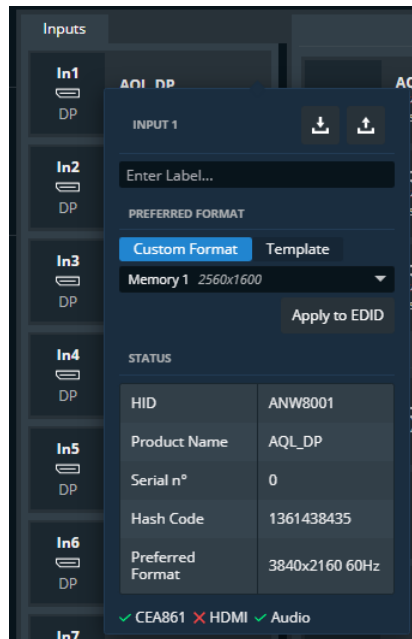 Inputs
In1
DP
AQL_DP
INPUT 1
In2
DP
Enter Label...
PREFERRED FORMAT
In3
DP
Custom Format Template
Memory 1 2560x1600
Apply to EDID
In4
DP
STATUS
HID ANW8001
In5
DP
Product Name AQL_DP
Serial n° 0
Hash Code 1361438435
In6
DP
Preferred
Format
3840x2160 60Hz
CEA861 HDMI Audio
In7